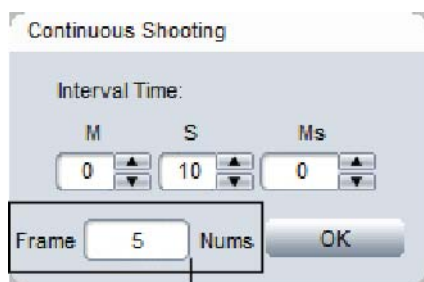 Continuous Shooting
Interval Time:
M S Ms
0 10 0
Frame 5 Nums OK